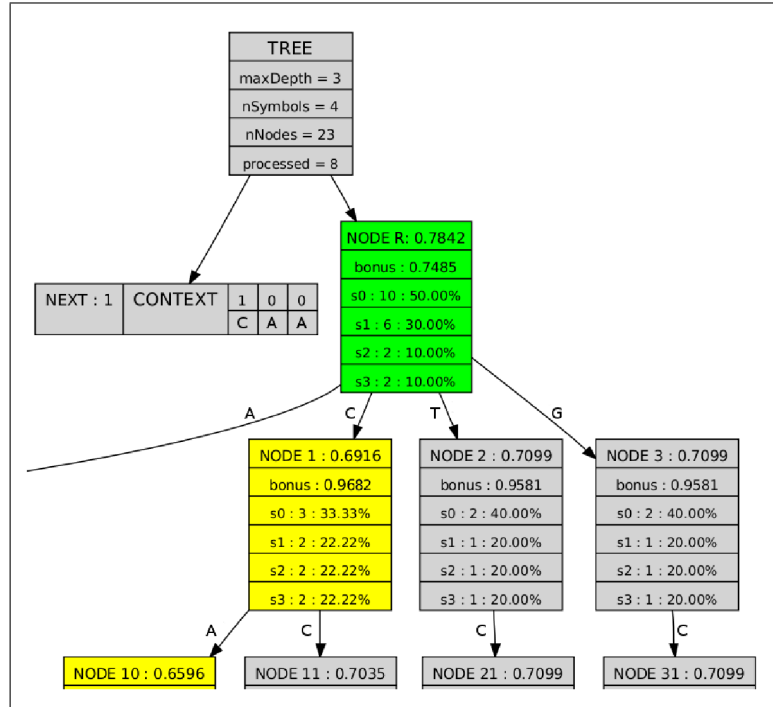 TREE
maxDepth = 3
nSymbols = 4
nNodes = 23
processed = 8
NODE R: 0.7842
bonus : 0.7485
s0 : 10 : 50.00%
s1 : 6 : 30.00%
s2 : 2 : 10.00%
s3 : 2 : 10.00%
NEXT : 1 CONTEXT 1 0 0
C A A
A C T G
NODE 1 : 0.6916
bonus : 0.9682
s0 : 3 : 33.33%
s1 : 2 : 22.22%
s2 : 2 : 22.22%
s3 : 2 : 22.22%
NODE 2 : 0.7099
bonus : 0.9581
s0 : 2 : 40.00%
s1 : 1 : 20.00%
s2 : 1 : 20.00%
s3 : 1 : 20.00%
NODE 3 : 0.7099
bonus : 0.9581
s0 : 2 : 40.00%
s1 : 1 : 20.00%
s2 : 1 : 20.00%
s3 : 1 : 20.00%
A C C C
NODE 10 : 0.6596
NODE 11 : 0.7035
NODE 21 : 0.7099
NODE 31 : 0.7099